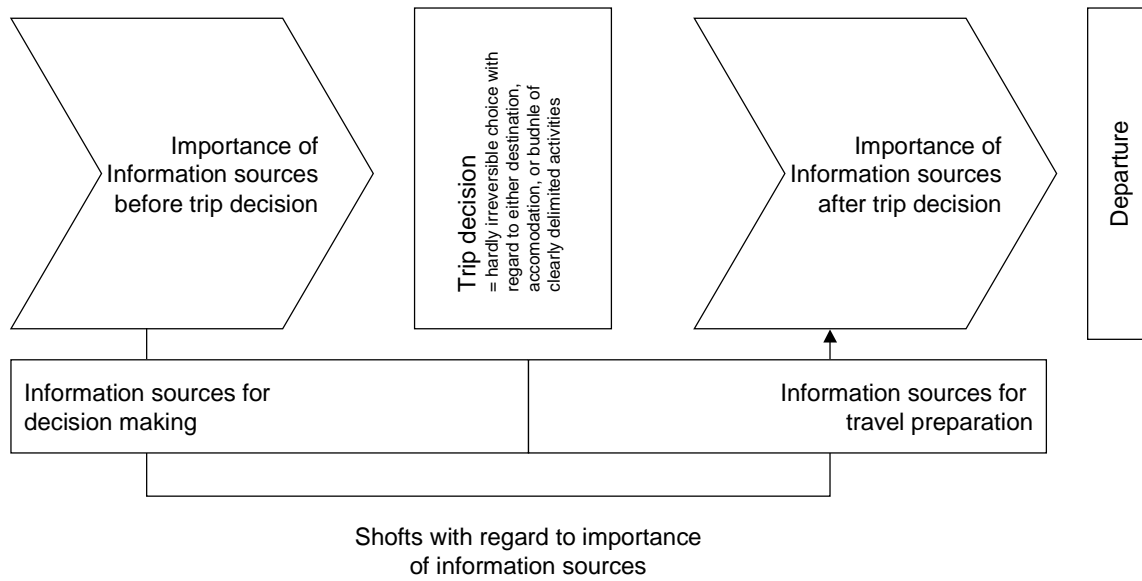 Importance of
Information sources
before trip decision
Trip decision
= hardly irreversible choice with
regard to either destination,
accomodation, or budnle of
clearly delimited activities
Importance of
Information sources
after trip decision
Departure
Information sources for
decision making
Information sources for
travel preparation
Shofts with regard to importance
of information sources